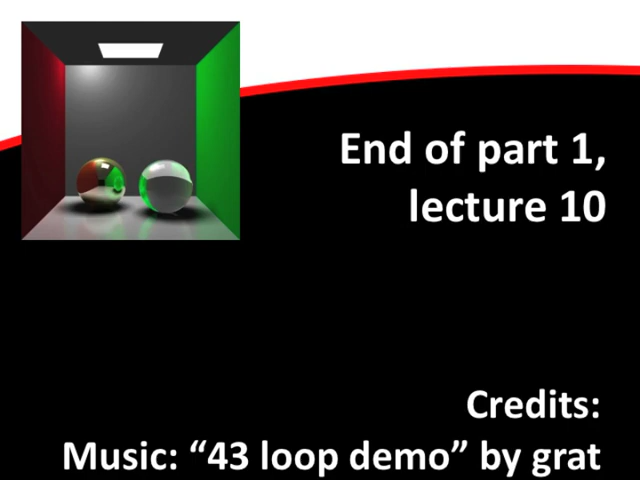 End of part 1,
lecture 10
Credits:
Music: “43 loop demo” by grat